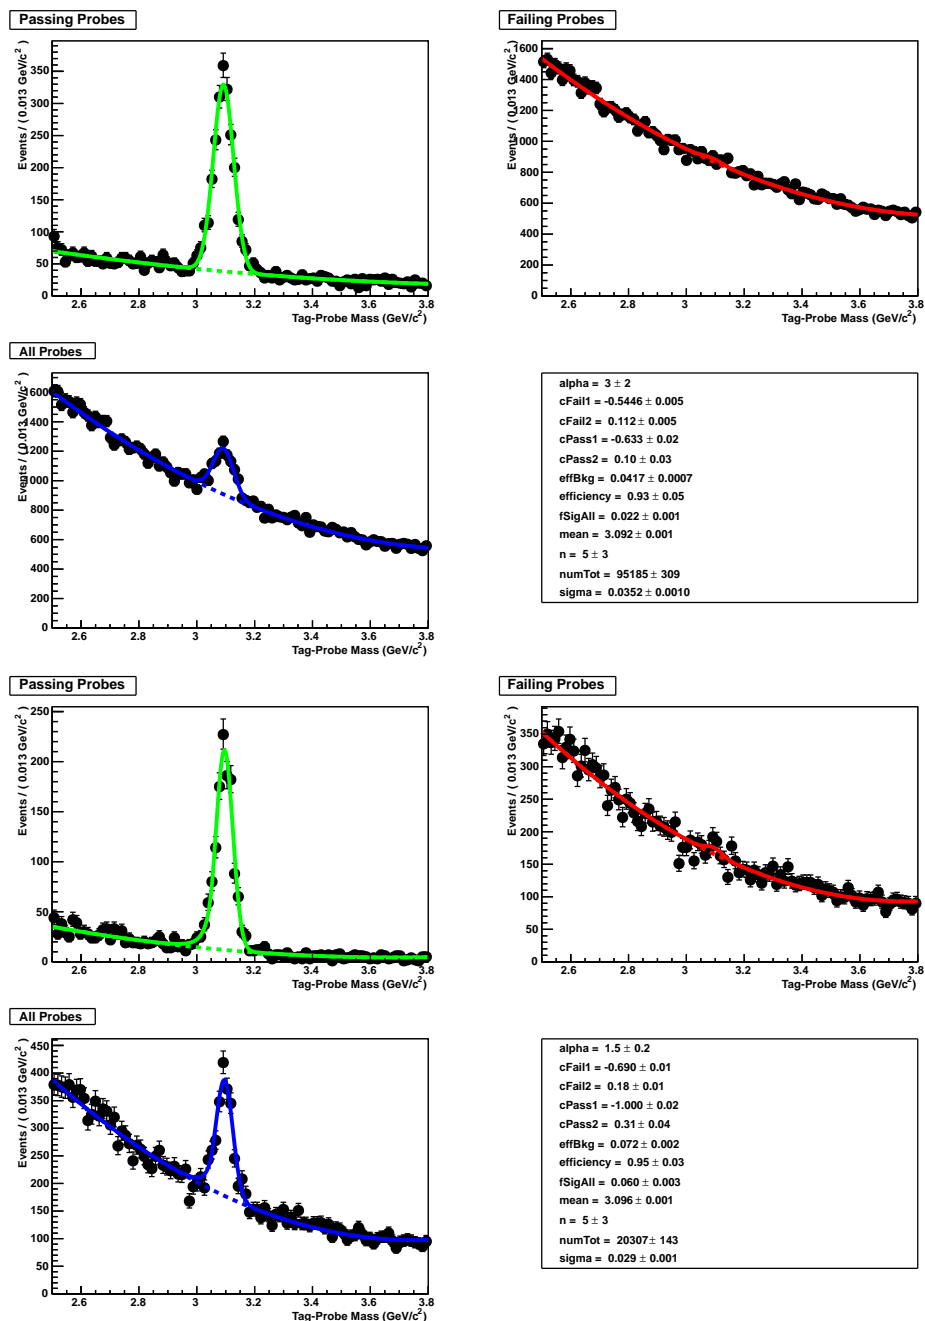 Passing Probes
Events / ( 0.013 GeV/c2 )
350
300
250
200
150
100
50
0
2.6 2.8 3 3.2 3.4 3.6 3.8
Tag-Probe Mass (GeV/c2)
Failing Probes
Events / ( 0.013 GeV/c2 )
1600
1400
1200
1000
800
600
400
200
0
2.6 2.8 3 3.2 3.4 3.6 3.8
Tag-Probe Mass (GeV/c2)
All Probes
Events / ( 0.013 GeV/c2 )
1600
1400
1200
1000
800
600
400
200
0
2.6 2.8 3 3.2 3.4 3.6 3.8
Tag-Probe Mass (GeV/c2)
alpha = 3 ± 2
cFail1 = -0.5446 ± 0.005
cFail2 = 0.112 ± 0.005
cPass1 = -0.633 ± 0.02
cPass2 = 0.10 ± 0.03
effBkg = 0.0417 ± 0.0007
efficiency = 0.93 ± 0.05
fSigAll = 0.022 ± 0.001
mean = 3.092 ± 0.001
n = 5 ± 3
numTot = 95185 ± 309
sigma = 0.0352 ± 0.0010
Passing Probes
Events / ( 0.013 GeV/c2 )
250
200
150
100
50
0
2.6 2.8 3 3.2 3.4 3.6 3.8
Tag-Probe Mass (GeV/c2)
Failing Probes
Events / ( 0.013 GeV/c2 )
350
300
250
200
150
100
50
0
2.6 2.8 3 3.2 3.4 3.6 3.8
Tag-Probe Mass (GeV/c2)
All Probes
Events / ( 0.013 GeV/c2 )
450
400
350
300
250
200
150
100
50
0
2.6 2.8 3 3.2 3.4 3.6 3.8
Tag-Probe Mass (GeV/c2)
alpha = 1.5 ± 0.2
cFail1 = -0.690 ± 0.01
cFail2 = 0.18 ± 0.01
cPass1 = -1.000 ± 0.02
cPass2 = 0.31 ± 0.04
effBkg = 0.072 ± 0.002
efficiency = 0.95 ± 0.03
fSigAll = 0.060 ± 0.003
mean = 3.096 ± 0.001
n = 5 ± 3
numTot = 20307 ± 143
sigma = 0.029 ± 0.001